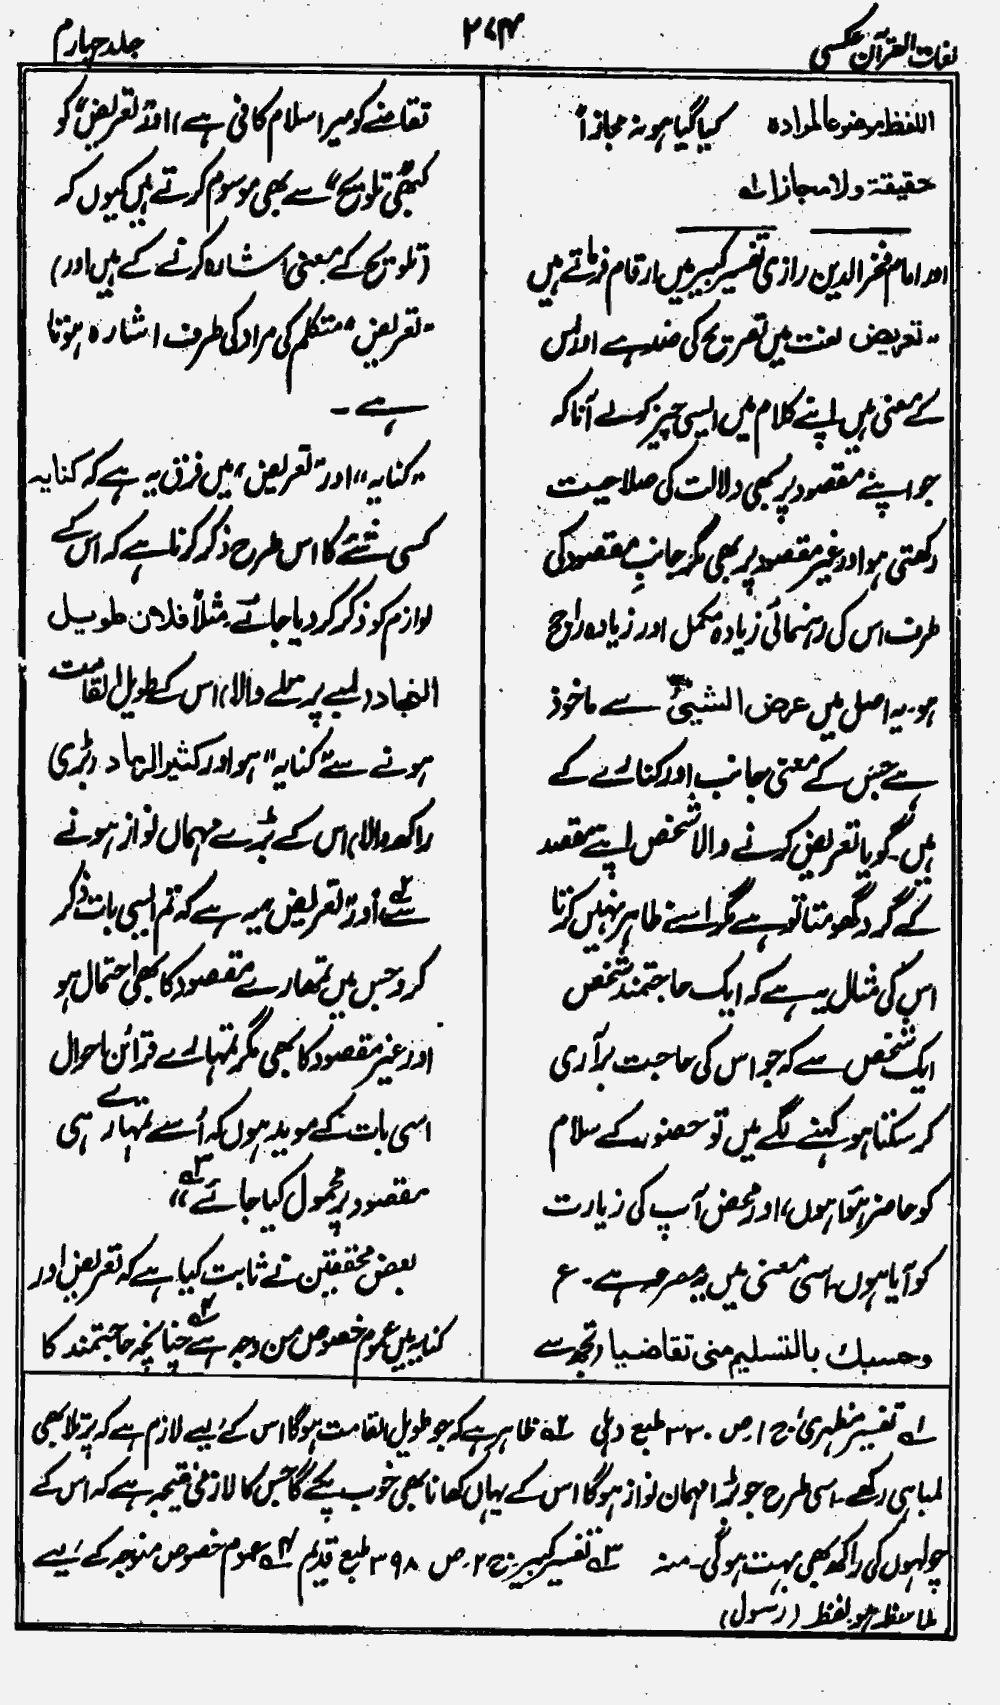 لغات القرآن عکسی
۲۷۴
جلد چہارم
اللفظ موضوعا لمرادہ کیا گیا ہو نہ مجازاً
حقیقۃ ولا مجازا لہ
اور امام فخر الدین رازی تفسیر کبیر میں ارقام فرماتے ہیں
"تعریض لغت میں تصریح کی ضد ہے اور اس
کے معنی ہیں اپنے کلام میں ایسی چیز کو لے آنا کہ
جو اپنے مقصود پر بھی دلالت کی صلاحیت
رکھتی ہو اور غیر مقصود پر بھی مگر جانبِ مقصود کی
طرف اس کی رہنمائی زیادہ مکمل اور زیادہ راجح
ہو۔ یہ اصل میں عرض الشیئ سے ماخوذ
ہے جس کے معنی جانب اور کنارے کے
ہیں۔ گویا تعریض کرنے والا شخص اپنے مقصد
کے گرد گھومتا تو ہے مگر اسے ظاہر نہیں کرتا
اس کی مثال یہ ہے کہ ایک حاجتمند شخص
ایک شخص سے کہ جو اس کی حاجت برآری
کر سکتا ہو کہنے لگے میں تو حضور کے سلام
کو حاضر ہوا ہوں، اور محض آپ کی زیارت
کو آیا ہوں۔ اسی معنی میں یہ مصرعہ ہے۔ ع
وحسبك بالتسليم منى تقاضيا (تجھ سے
تقاضے کو میرا سلام کافی ہے) اور "تعریض" کو
کبھی "تلویح" سے بھی موسوم کرتے ہیں کیوں کہ
(تلویح کے معنی اشارہ کرنے کے ہیں اور)
"تعریض" متکلم کی مراد کی طرف اشارہ ہوتا
ہے۔
"کنایہ" اور "تعریض" میں فرق یہ ہے کہ کنایہ
کسی شئے کا اس طرح ذکر کرنا ہے کہ اس کے
لوازم کو ذکر کر دیا جائے۔ مثلاً فلان طویل
النجاد (لمبے پرتلے والا) اس کے طویل القامت
ہونے سے "کنایہ" ہو اور کثیر الرماد (بڑی
راکھ والا) اس کے بڑے مہماں نواز ہونے
سے ۲ اور "تعریض" یہ ہے کہ تم ایسی بات ذکر
کرو جس میں تمھارے مقصود کا بھی احتمال ہو
اور غیر مقصود کا بھی مگر تمہارے قرائن احوال
اسی بات کے موید ہوں کہ اُسے تمہارے ہی
مقصود پر محمول کیا جائے ۳"
بعض محققین نے ثابت کیا ہے کہ تعریض اور
کنایہ میں عموم خصوص من وجہ ہے ۴ چنانچہ حاجتمند کا
۱ تفسیر مظہری، ج ۱، ص ۳۳۰ طبع دہلی ۲ ظاہر ہے کہ جو طویل القامت ہوگا اس کے لیے لازم ہے کہ پرتلا بھی
لمبا ہی رکھے۔ اسی طرح جو بڑا مہمان نواز ہوگا اس کے یہاں کھانا بھی خوب پکے گا جس کا لازمی نتیجہ ہے کہ اس کے
چولہوں کی راکھ بھی بہت ہوگی۔ منہ ۳ تفسیر کبیر، ج ۲، ص ۳۹۸ طبع قدیم ۴ عموم خصوص من وجہ کے لیے
ملاحظہ ہو لفظ (رسول)